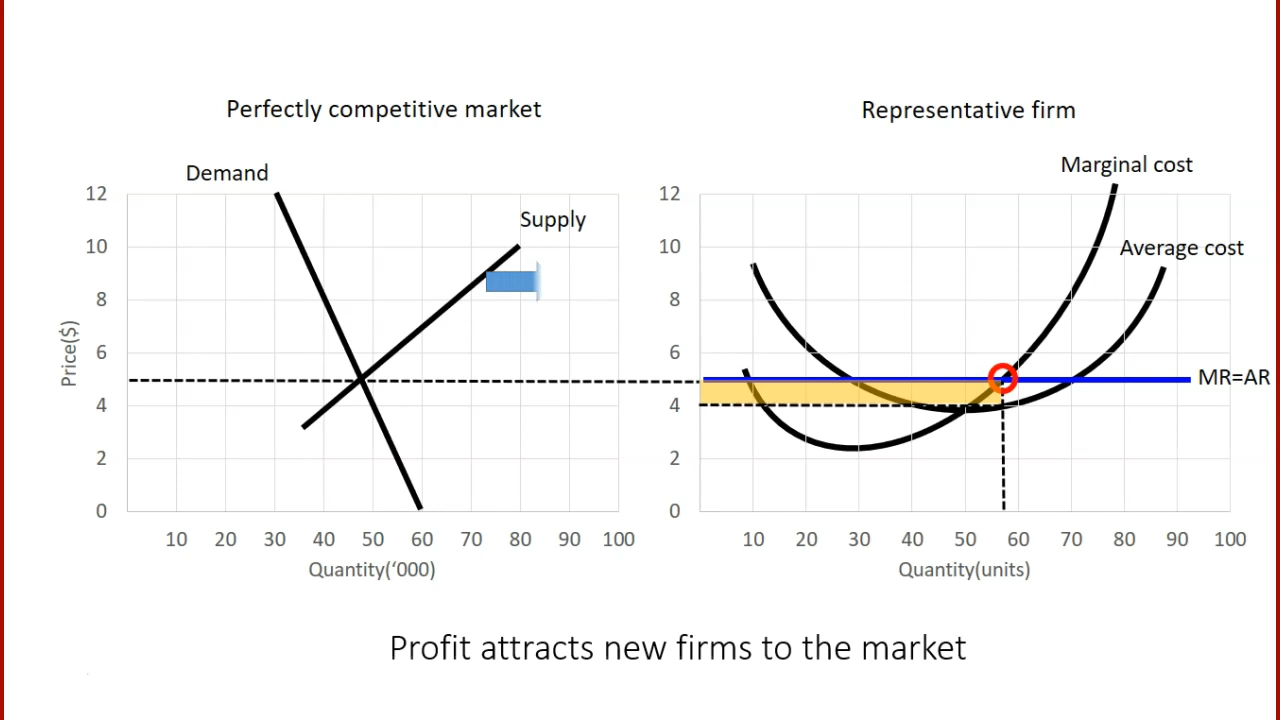 Perfectly competitive market
Representative firm
Demand
Supply
Marginal cost
Average cost
MR=AR
Price($)
12
10
8
6
4
2
0
10 20 30 40 50 60 70 80 90 100
Quantity(‘000)
12
10
8
6
4
2
0
10 20 30 40 50 60 70 80 90 100
Quantity(units)
Profit attracts new firms to the market